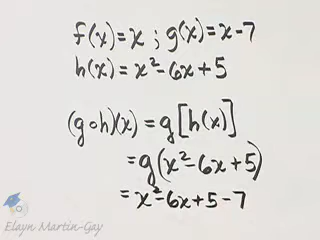 f(x)=x ; g(x)=x-7
h(x)=x²-6x+5
(g∘h)(x)=g[h(x)]
=g(x²-6x+5)
=x²-6x+5-7
Elayn Martin-Gay